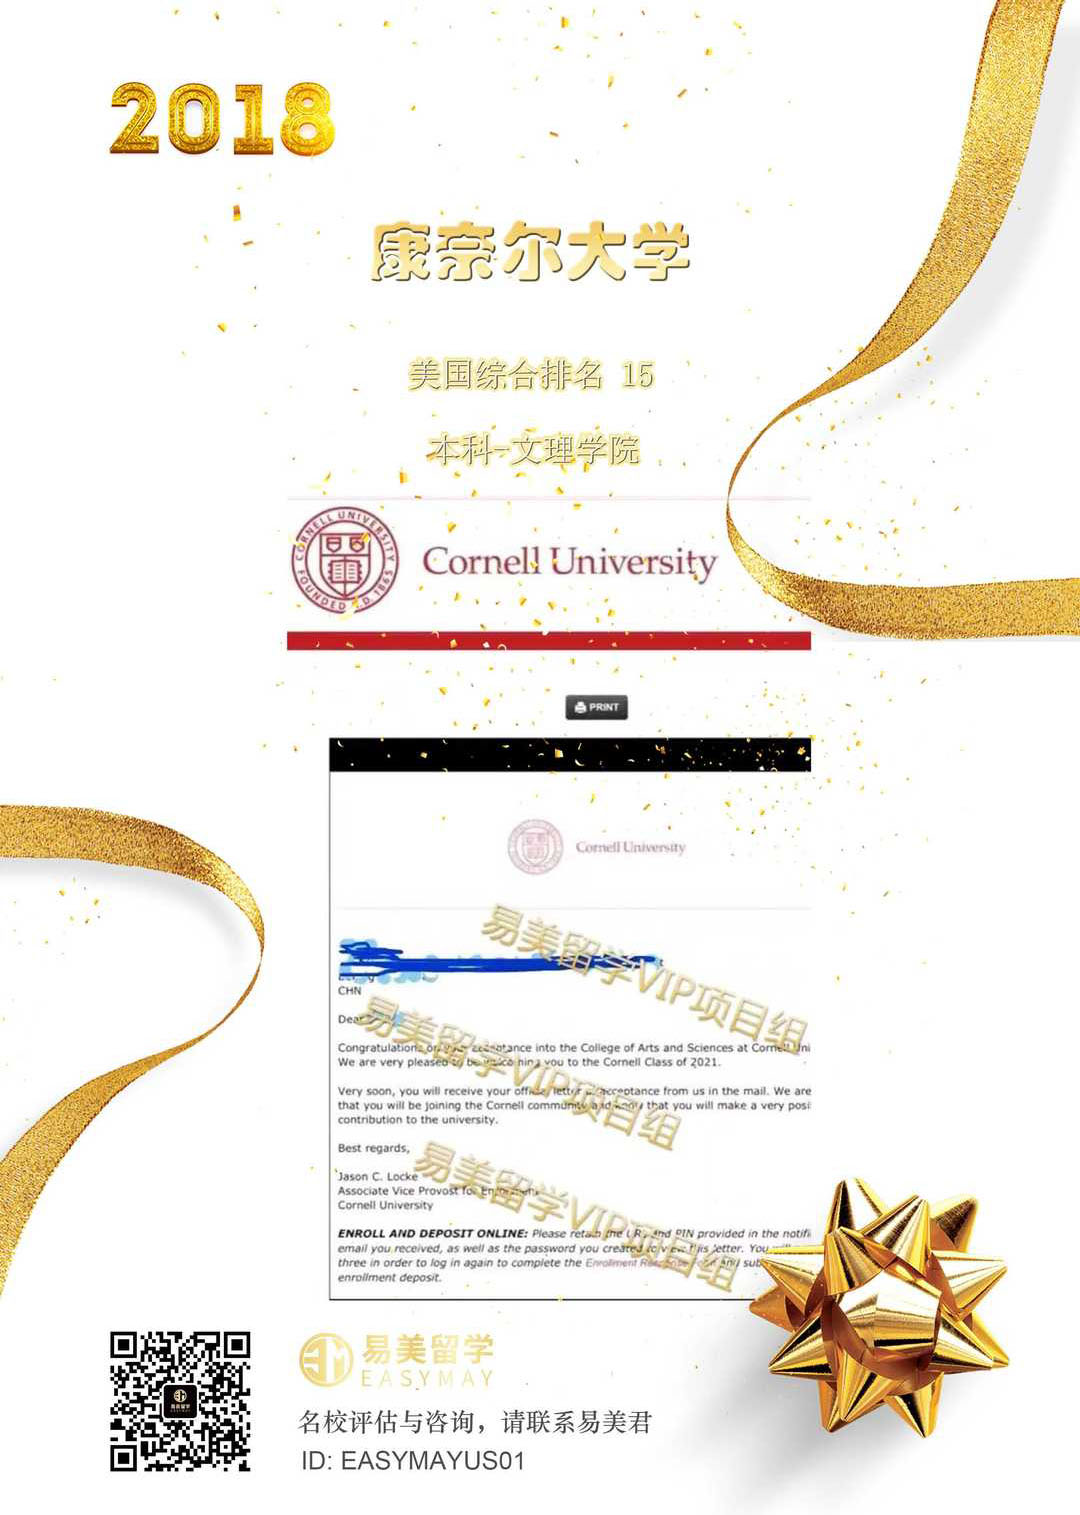 2018
康奈尔大学
美国综合排名 15
本科-文理学院
CORNELL UNIVERSITY
FOUNDED A.D. 1865
Cornell University
PRINT
Cornell University
易美留学VIP项目组
CHN
Dear
易美留学VIP项目组
Congratulations on your acceptance into the College of Arts and Sciences at Cornell Uni
We are very pleased to be welcoming you to the Cornell Class of 2021.
Very soon, you will receive your official letter of acceptance from us in the mail. We are
that you will be joining the Cornell community and know that you will make a very posi
contribution to the university.
Best regards,
易美留学VIP项目组
Jason C. Locke
Associate Vice Provost for Enrollment
Cornell University
ENROLL AND DEPOSIT ONLINE: Please retain the URL and PIN provided in the notifi
email you received, as well as the password you created to view this letter. You will
three in order to log in again to complete the Enrollment Response Form and sub
enrollment deposit.
易美留学
EASYMAY
名校评估与咨询，请联系易美君
ID: EASYMAYUS01